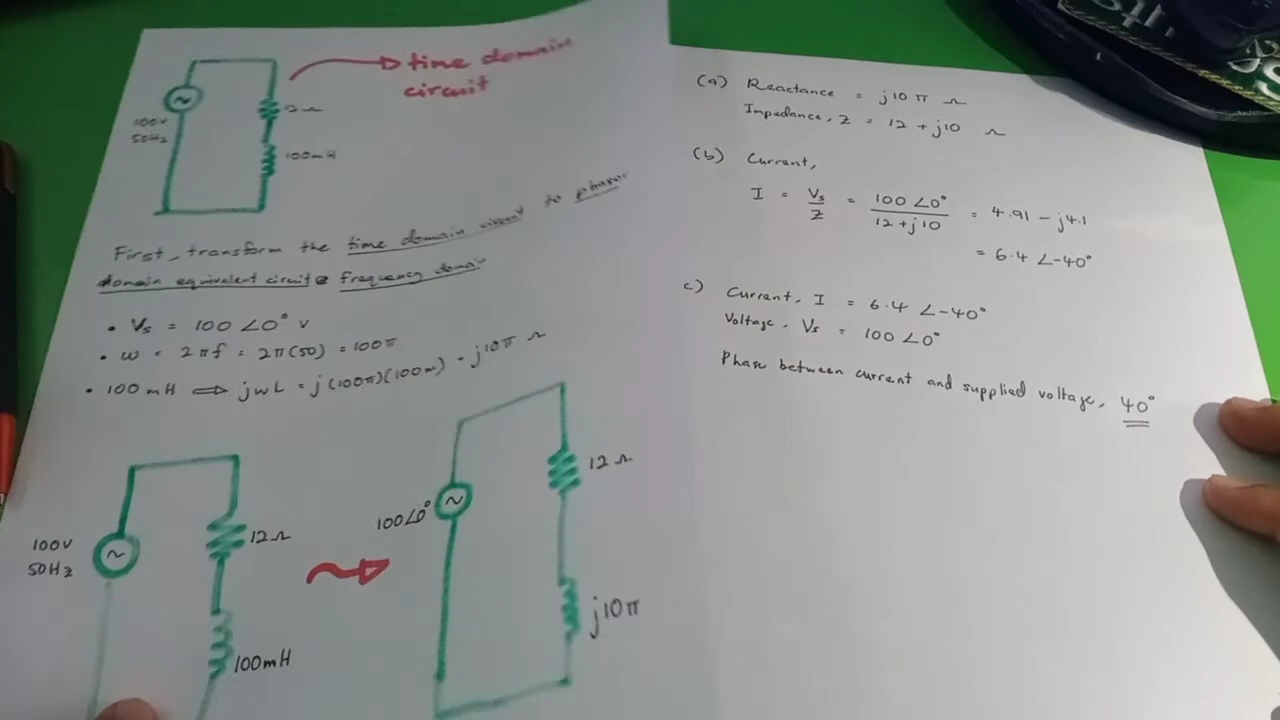 time domain
circuit
100V
50Hz
12Ω
100mH
First, transform the time domain circuit to phasor
domain equivalent circuit @ frequency domain
• Vs = 100 ∠0° V
• ω = 2πf = 2π(50) = 100π
• 100mH ⟹ jωL = j(100π)(100m) = j10π Ω
100V
50Hz
12Ω
100mH
100∠0°
12Ω
j10π
(a) Reactance = j10π Ω
Impedance, Z = 12 + j10 Ω
(b) Current,
I = Vs/Z = 100∠0°/12+j10 = 4.91 - j4.1
= 6.4 ∠-40°
c) Current, I = 6.4 ∠-40°
Voltage, Vs = 100 ∠0°
Phase between current and supplied voltage, 40°